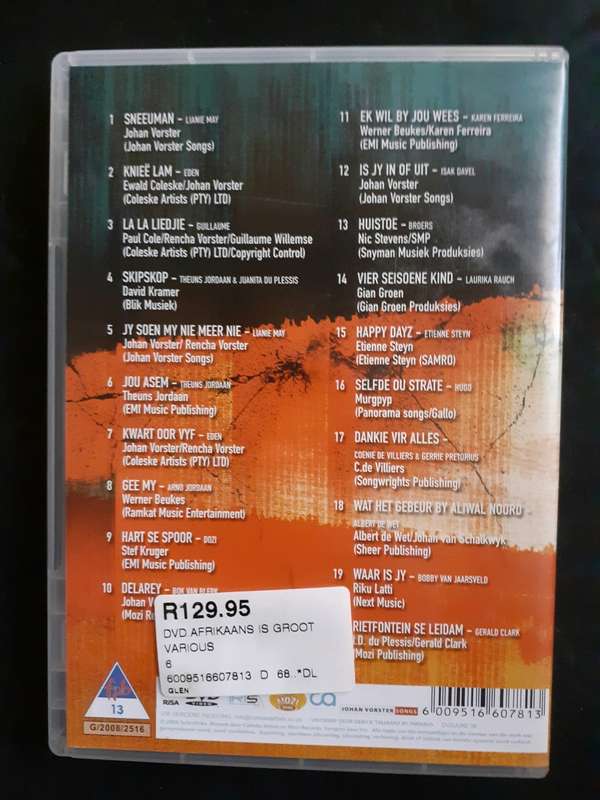 1 SNEEUMAN - LIANIE MAY
Johan Vorster
(Johan Vorster Songs)
2 KNIEË LAM - EDEN
Ewald Coleske/Johan Vorster
(Coleske Artists (PTY) LTD)
3 LA LA LIEDJIE - GUILLAUME
Paul Cole/Rencha Vorster/Guillaume Willemse
(Coleske Artists (PTY) LTD/Copyright Control)
4 SKIPSKOP - THEUNS JORDAAN & JUANITA DU PLESSIS
David Kramer
(Blik Musiek)
5 JY SOEN MY NIE MEER NIE - LIANIE MAY
Johan Vorster/ Rencha Vorster
(Johan Vorster Songs)
6 JOU ASEM - THEUNS JORDAAN
Theuns Jordaan
(EMI Music Publishing)
7 KWART OOR VYF - EDEN
Johan Vorster/Rencha Vorster
(Coleske Artists (PTY) LTD)
8 GEE MY - ARNO JORDAAN
Werner Beukes
(Ramkat Music Entertainment)
9 HART SE SPOOR - DOZI
Stef Kruger
(EMI Music Publishing)
10 DELAREY - BOK VAN BLERK
Johan
(Mozi
11 EK WIL BY JOU WEES - KAREN FERREIRA
Werner Beukes/Karen Ferreira
(EMI Music Publishing)
12 IS JY IN OF UIT - ISAK DAVEL
Johan Vorster
(Johan Vorster Songs)
13 HUISTOE - BROERS
Nic Stevens/SMP
(Snyman Musiek Produksies)
14 VIER SEISOENE KIND - LAURIKA RAUCH
Gian Groen
(Gian Groen Produksies)
15 HAPPY DAYZ - ETIENNE STEYN
Etienne Steyn
(Etienne Steyn (SAMRO)
16 SELFDE OU STRATE - HUGO
Murgpyp
(Panorama songs/Gallo)
17 DANKIE VIR ALLES -
COENIE DE VILLIERS & GERRIE PRETORIUS
C.de Villiers
(Songwrights Publishing)
18 WAT HET GEBEUR BY ALIWAL NOORD -
ALBERT DE WET
Albert de Wet/Johan van Schalkwyk
(Sheer Publishing)
19 WAAR IS JY - BOBBY VAN JAARSVELD
Riku Latti
(Next Music)
RIETFONTEIN SE LEIDAM - GERALD CLARK
J.D. du Plessis/Gerald Clark
(Mozi Publishing)
R129.95
DVD AFRIKAANS IS GROOT
VARIOUS
6
6009516607813 D 68.*DL
GLEN
fpb
13
G/2008/2516
RISA
DVD
VIDEO
MOZI
JOHAN VORSTER SONGS
6 009516 607813